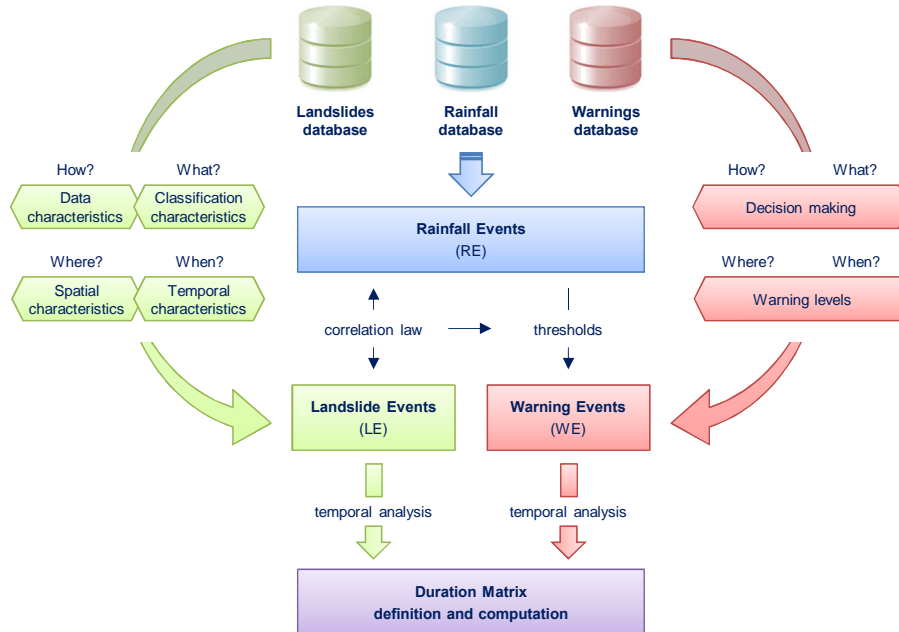 Landslides
database
Rainfall
database
Warnings
database
How?
What?
Data
characteristics
Classification
characteristics
Where?
When?
Spatial
characteristics
Temporal
characteristics
How?
What?
Decision making
Where?
When?
Warning levels
Rainfall Events
(RE)
correlation law
thresholds
Landslide Events
(LE)
Warning Events
(WE)
temporal analysis
temporal analysis
Duration Matrix
definition and computation